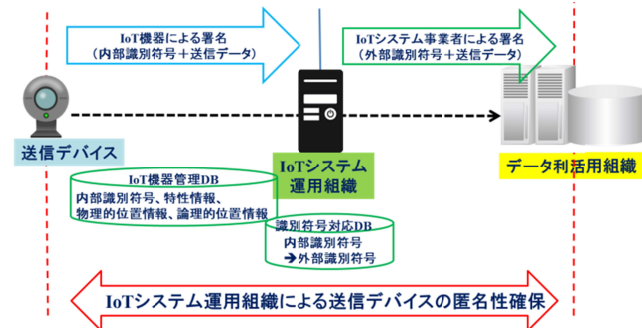 IoT機器による署名
(内部識別符号+送信データ)
IoTシステム事業者による署名
(外部識別符号+送信データ)
送信デバイス
IoTシステム
運用組織
データ利活用組織
IoT機器管理DB
内部識別符号、特性情報、
物理的位置情報、論理的位置情報
識別符号対応DB
内部識別符号
➔外部識別符号
IoTシステム運用組織による送信デバイスの匿名性確保